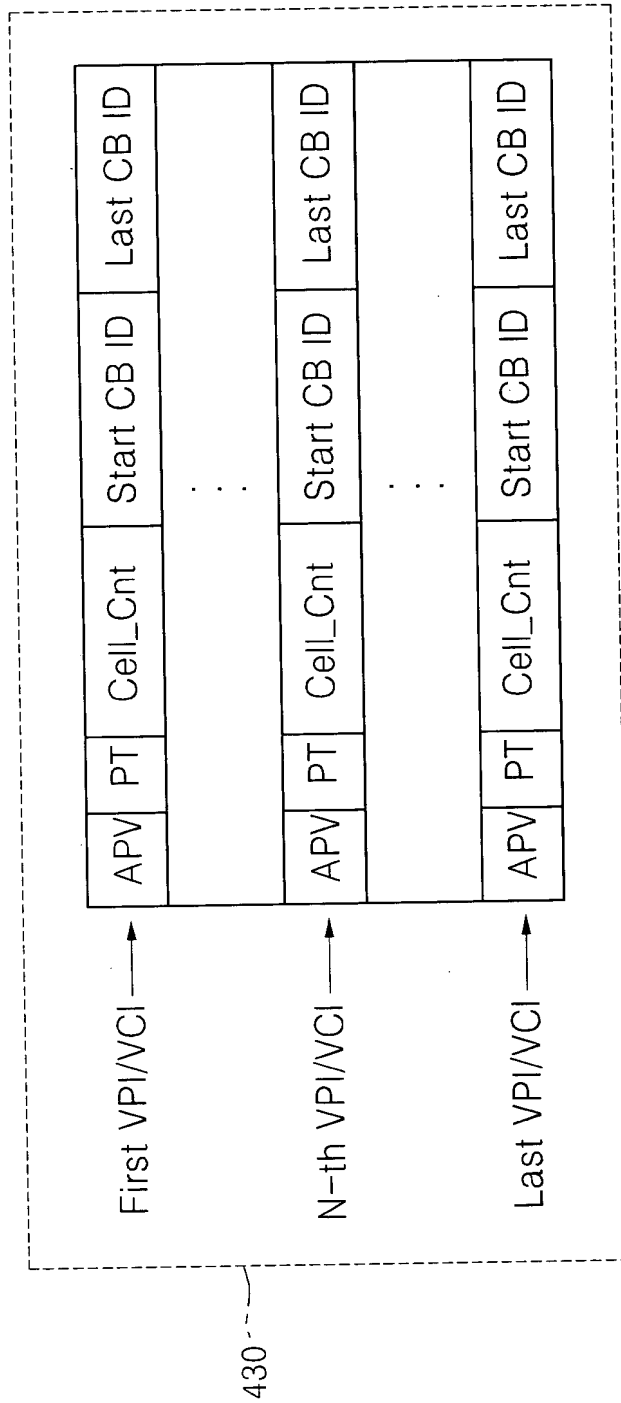 First VPI/VCI APV PT Cell_Cnt Start CB ID Last CB ID
. . .
N-th VPI/VCI APV PT Cell_Cnt Start CB ID Last CB ID
. . .
Last VPI/VCI APV PT Cell_Cnt Start CB ID Last CB ID
430